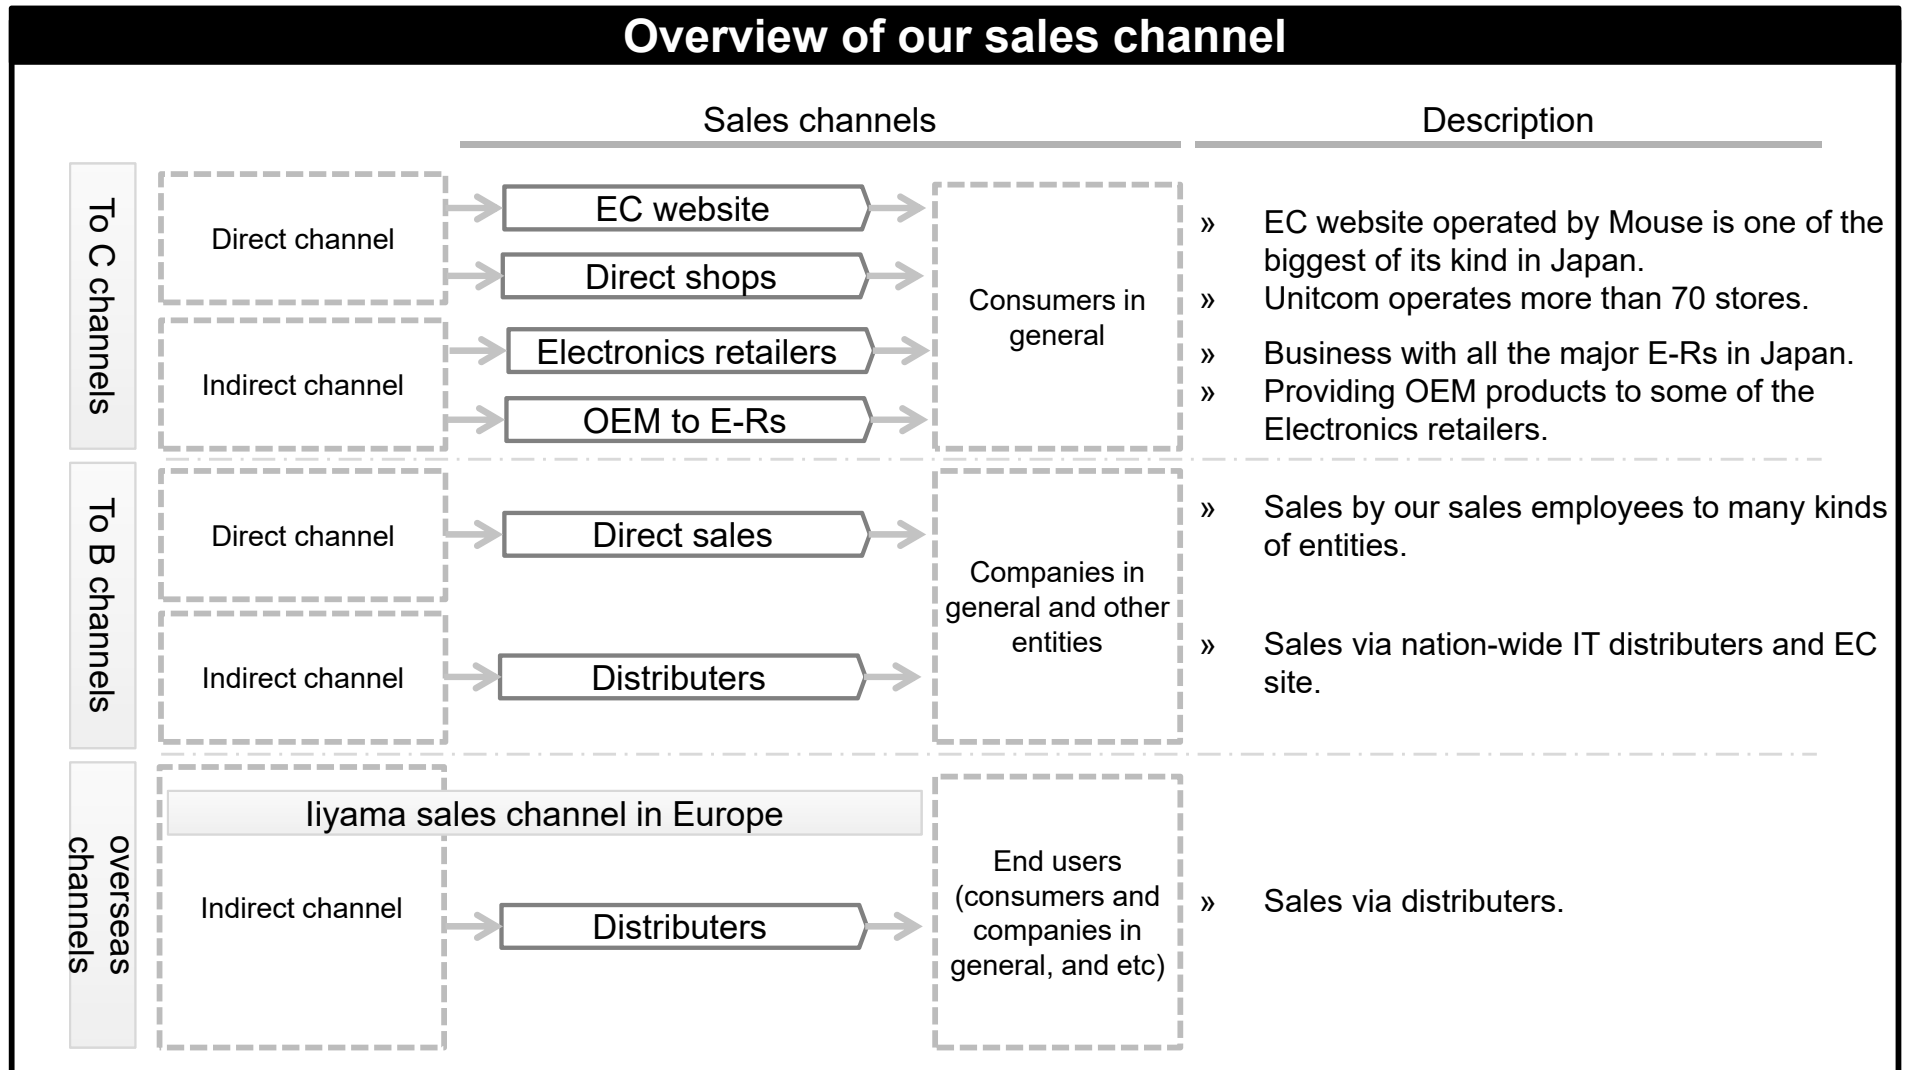 Overview of our sales channel
Sales channels
Description
To C channels
Direct channel
EC website
Direct shops
Indirect channel
Electronics retailers
OEM to E-Rs
Consumers in
general
» EC website operated by Mouse is one of the
biggest of its kind in Japan.
» Unitcom operates more than 70 stores.
» Business with all the major E-Rs in Japan.
» Providing OEM products to some of the
Electronics retailers.
To B channels
Direct channel
Direct sales
Indirect channel
Distributers
Companies in
general and other
entities
» Sales by our sales employees to many kinds
of entities.
» Sales via nation-wide IT distributers and EC
site.
overseas
channels
Iiyama sales channel in Europe
Indirect channel
Distributers
End users
(consumers and
companies in
general, and etc)
» Sales via distributers.